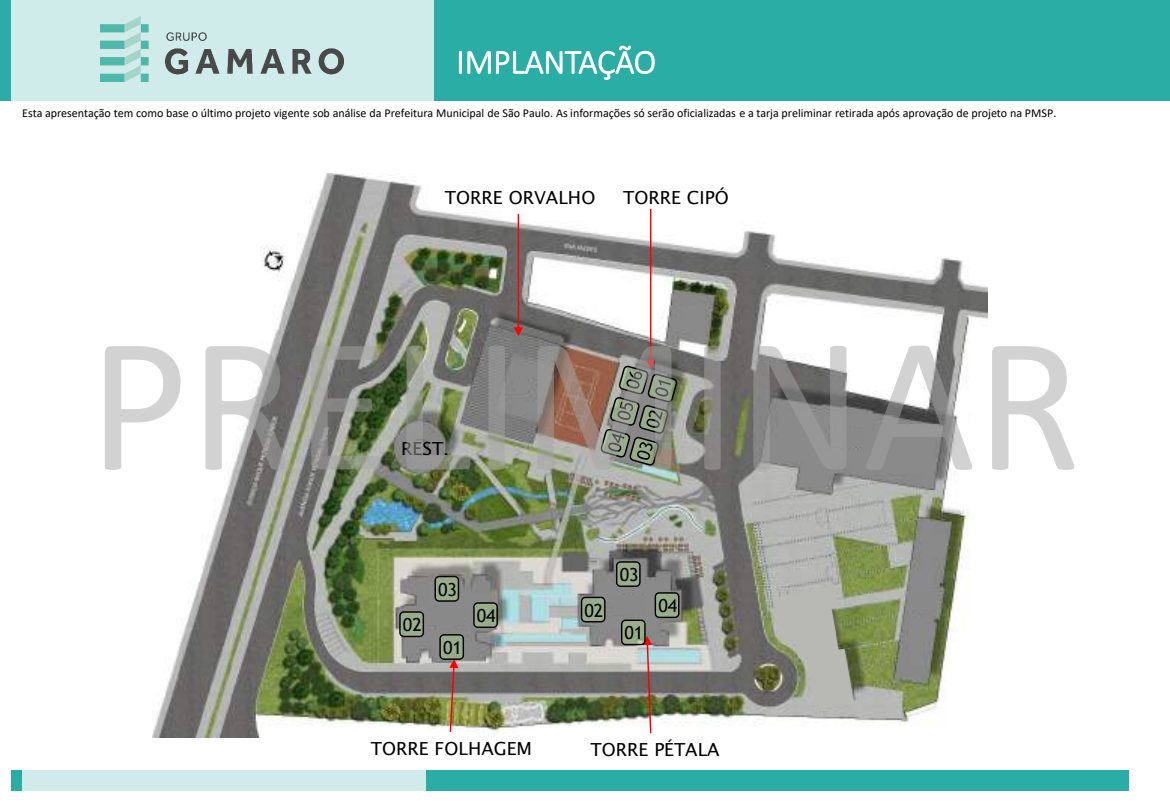 GRUPO
GAMARO
IMPLANTAÇÃO
Esta apresentação tem como base o último projeto vigente sob análise da Prefeitura Municipal de São Paulo. As informações só serão oficializadas e a tarja preliminar retirada após aprovação de projeto na PMSP.
TORRE ORVALHO
TORRE CIPÓ
PRELIMINAR
06
01
05
02
04
03
REST.
03
02
04
01
03
02
04
01
TORRE FOLHAGEM
TORRE PÉTALA